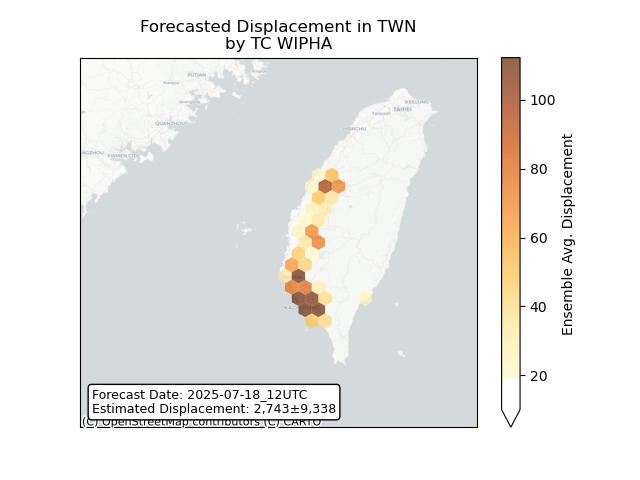 Forecasted Displacement in TWN
by TC WIPHA
PUTIAN
QUANZHOU
XIAMEN CITY
KEELUNG
TAIPEI
HSINCHU
100
80
60
40
20
Ensemble Avg. Displacement
Forecast Date: 2025-07-18_12UTC
Estimated Displacement: 2,743±9,338
(C) OpenStreetMap contributors (C) CARTO